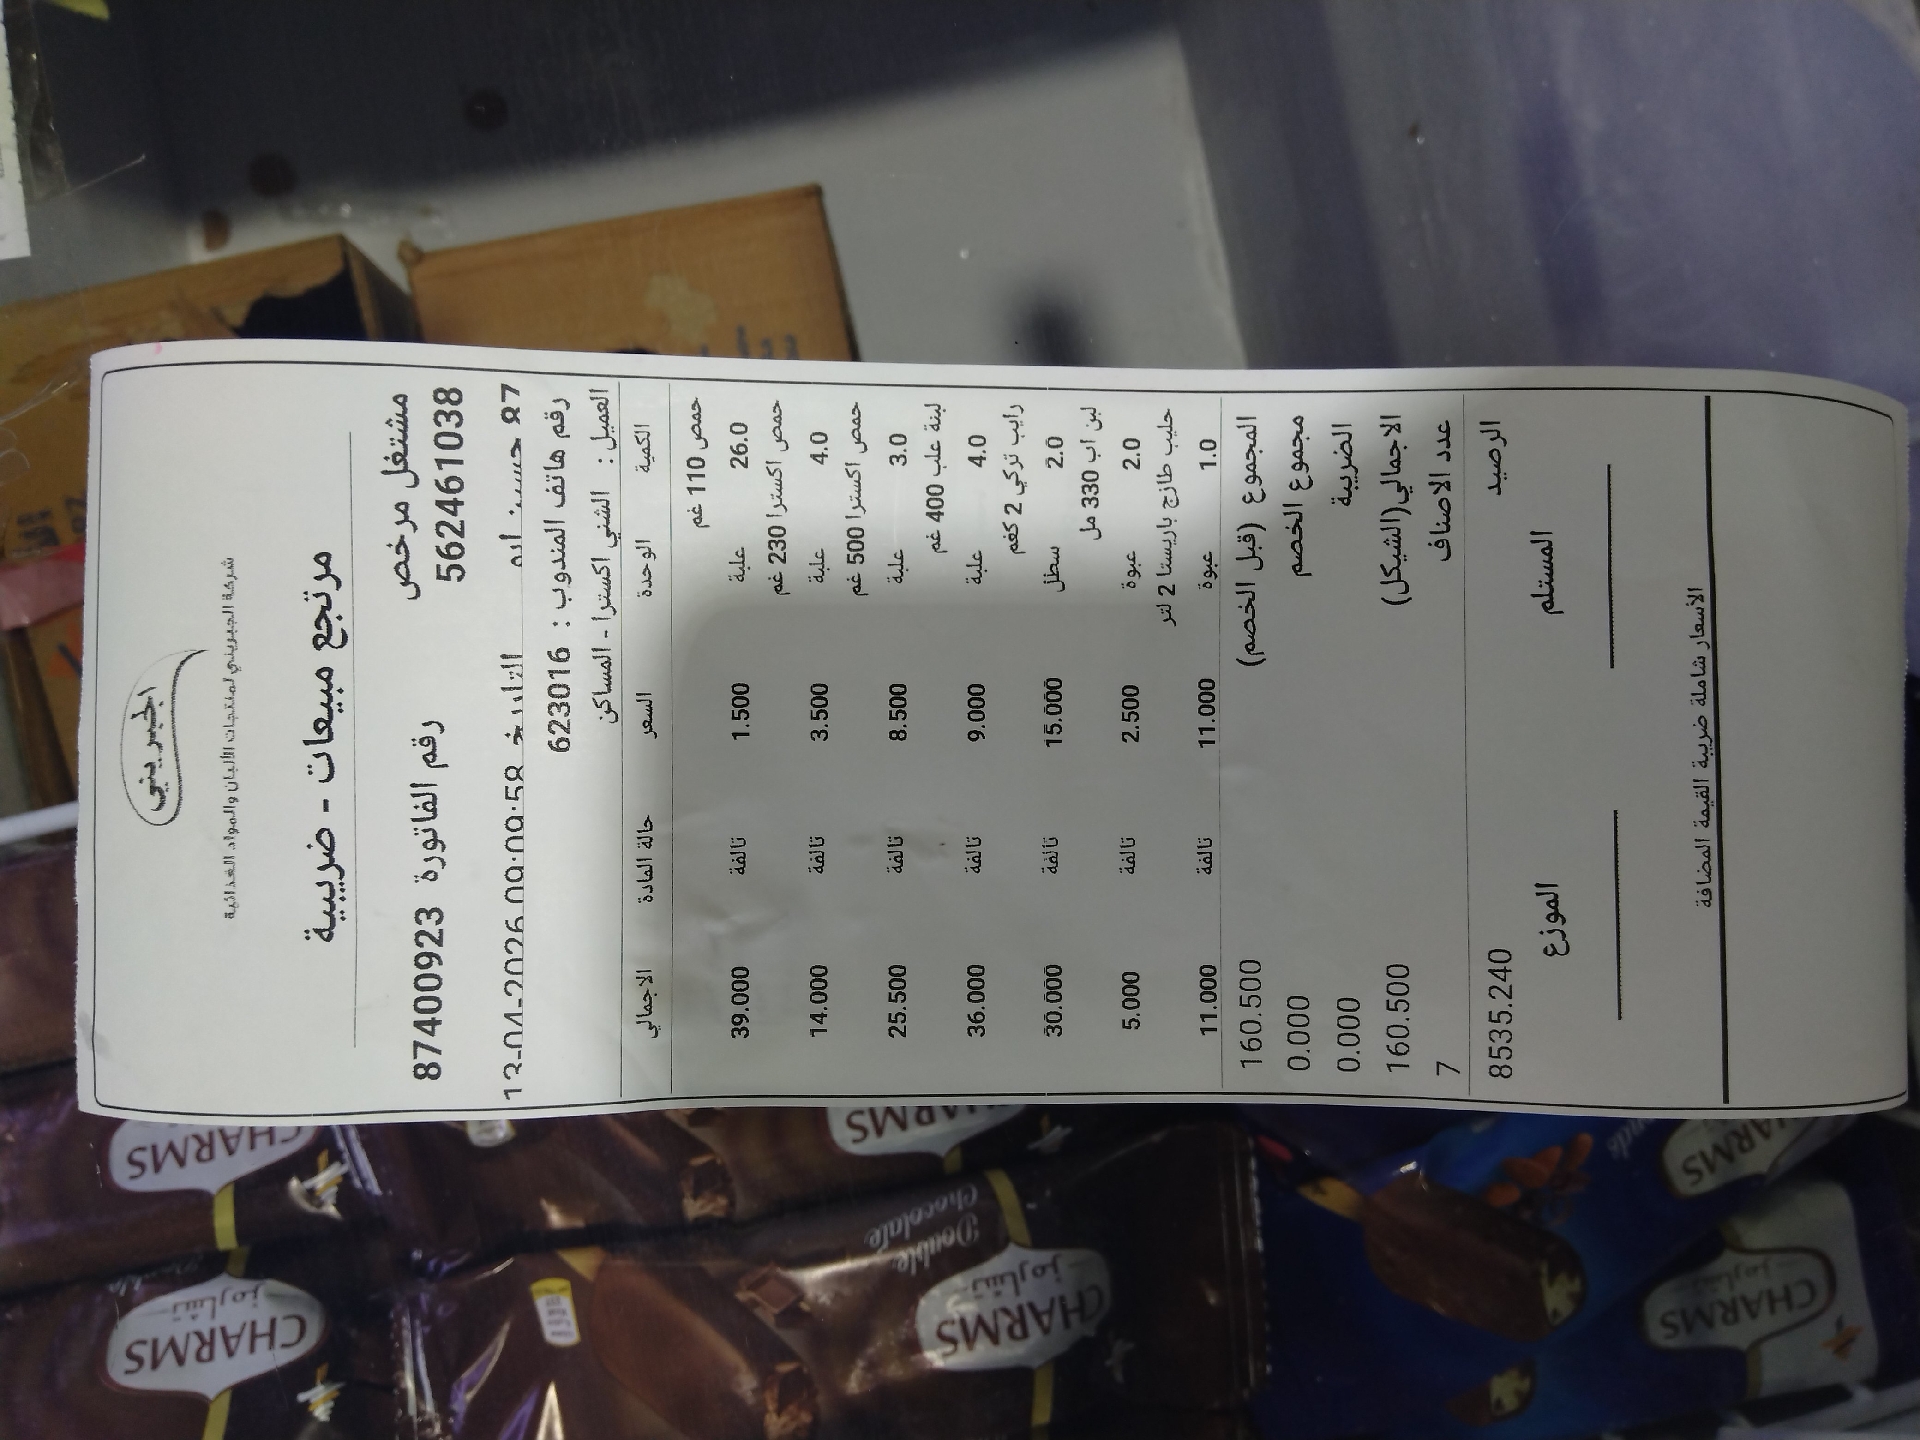 الجبريني
شركة الجبريني لمنتجات الألبان والمواد الغذائية
مرتجع مبيعات - ضريبية
مشتغل مرخص رقم الفاتورة 87400923
562461038
13-04-2026 09:09:58
رقم هاتف المندوب : 623016
العميل : الشني اكسترا - المساكن
الكمية الوحدة السعر حالة المادة الاجمالي
حمص 110 غم
26.0 علبة 1.500 تالفة 39.000
حمص اكسترا 230 غم
4.0 علبة 3.500 تالفة 14.000
حمص اكسترا 500 غم
3.0 علبة 8.500 تالفة 25.500
لبنة علب 400 غم
4.0 علبة 9.000 تالفة 36.000
رايب تركي 2 كغم
2.0 سطل 15.000 تالفة 30.000
لبن اب 330 مل
2.0 عبوة 2.500 تالفة 5.000
حليب طازج باريستا 2 لتر
1.0 عبوة 11.000 تالفة 11.000
المجموع (قبل الخصم) 160.500
مجموع الخصم 0.000
الضريبة 0.000
الاجمالي(الشيكل) 160.500
عدد الاصناف 7
الرصيد 8535.240
المستلم الموزع
الأسعار شاملة ضريبة القيمة المضافة
CHARMS
CHARMS
تشارمز
CHARMS
Double
Chocolate
CHARMS
تشارمز
CHARMS
CHARMS
تشارمز